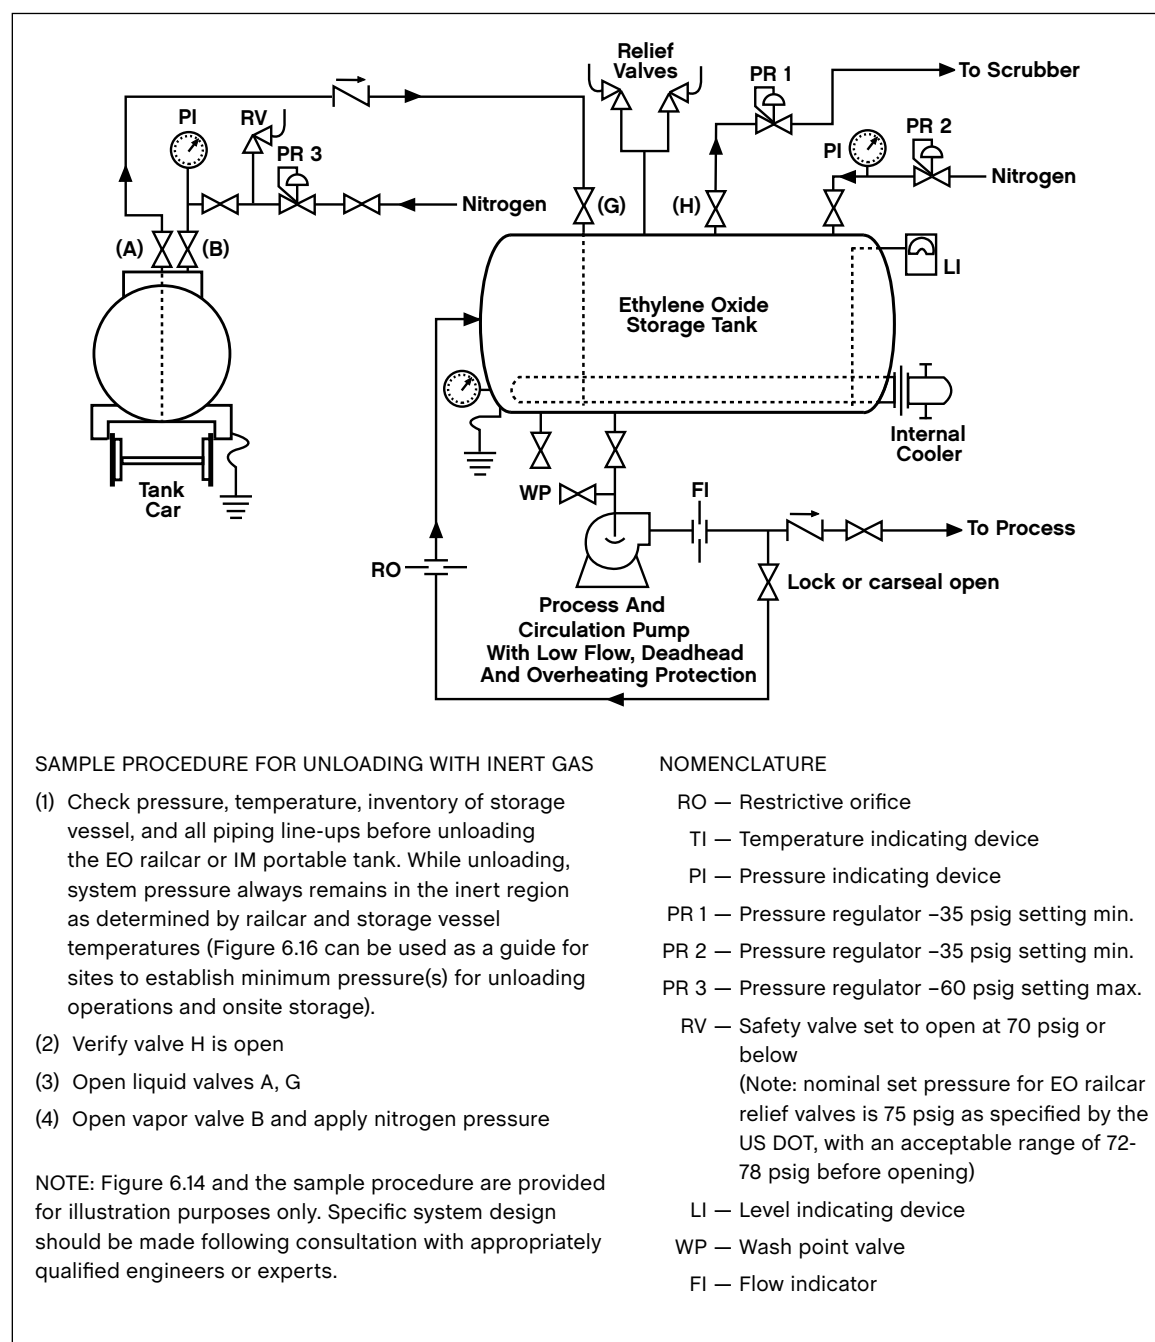 Relief
Valves
PR 1
To Scrubber
PI
RV
PR 3
PI
PR 2
Nitrogen
Nitrogen
(G)
(H)
(A)
(B)
LI
Ethylene Oxide
Storage Tank
Internal
Cooler
Tank
Car
WP
FI
To Process
RO
Lock or carseal open
Process And
Circulation Pump
With Low Flow, Deadhead
And Overheating Protection
SAMPLE PROCEDURE FOR UNLOADING WITH INERT GAS
(1) Check pressure, temperature, inventory of storage
vessel, and all piping line-ups before unloading
the EO railcar or IM portable tank. While unloading,
system pressure always remains in the inert region
as determined by railcar and storage vessel
temperatures (Figure 6.16 can be used as a guide for
sites to establish minimum pressure(s) for unloading
operations and onsite storage).
(2) Verify valve H is open
(3) Open liquid valves A, G
(4) Open vapor valve B and apply nitrogen pressure
NOTE: Figure 6.14 and the sample procedure are provided
for illustration purposes only. Specific system design
should be made following consultation with appropriately
qualified engineers or experts.
NOMENCLATURE
RO — Restrictive orifice
TI — Temperature indicating device
PI — Pressure indicating device
PR 1 — Pressure regulator –35 psig setting min.
PR 2 — Pressure regulator –35 psig setting min.
PR 3 — Pressure regulator –60 psig setting max.
RV — Safety valve set to open at 70 psig or
below
(Note: nominal set pressure for EO railcar
relief valves is 75 psig as specified by the
US DOT, with an acceptable range of 72-
78 psig before opening)
LI — Level indicating device
WP — Wash point valve
FI — Flow indicator